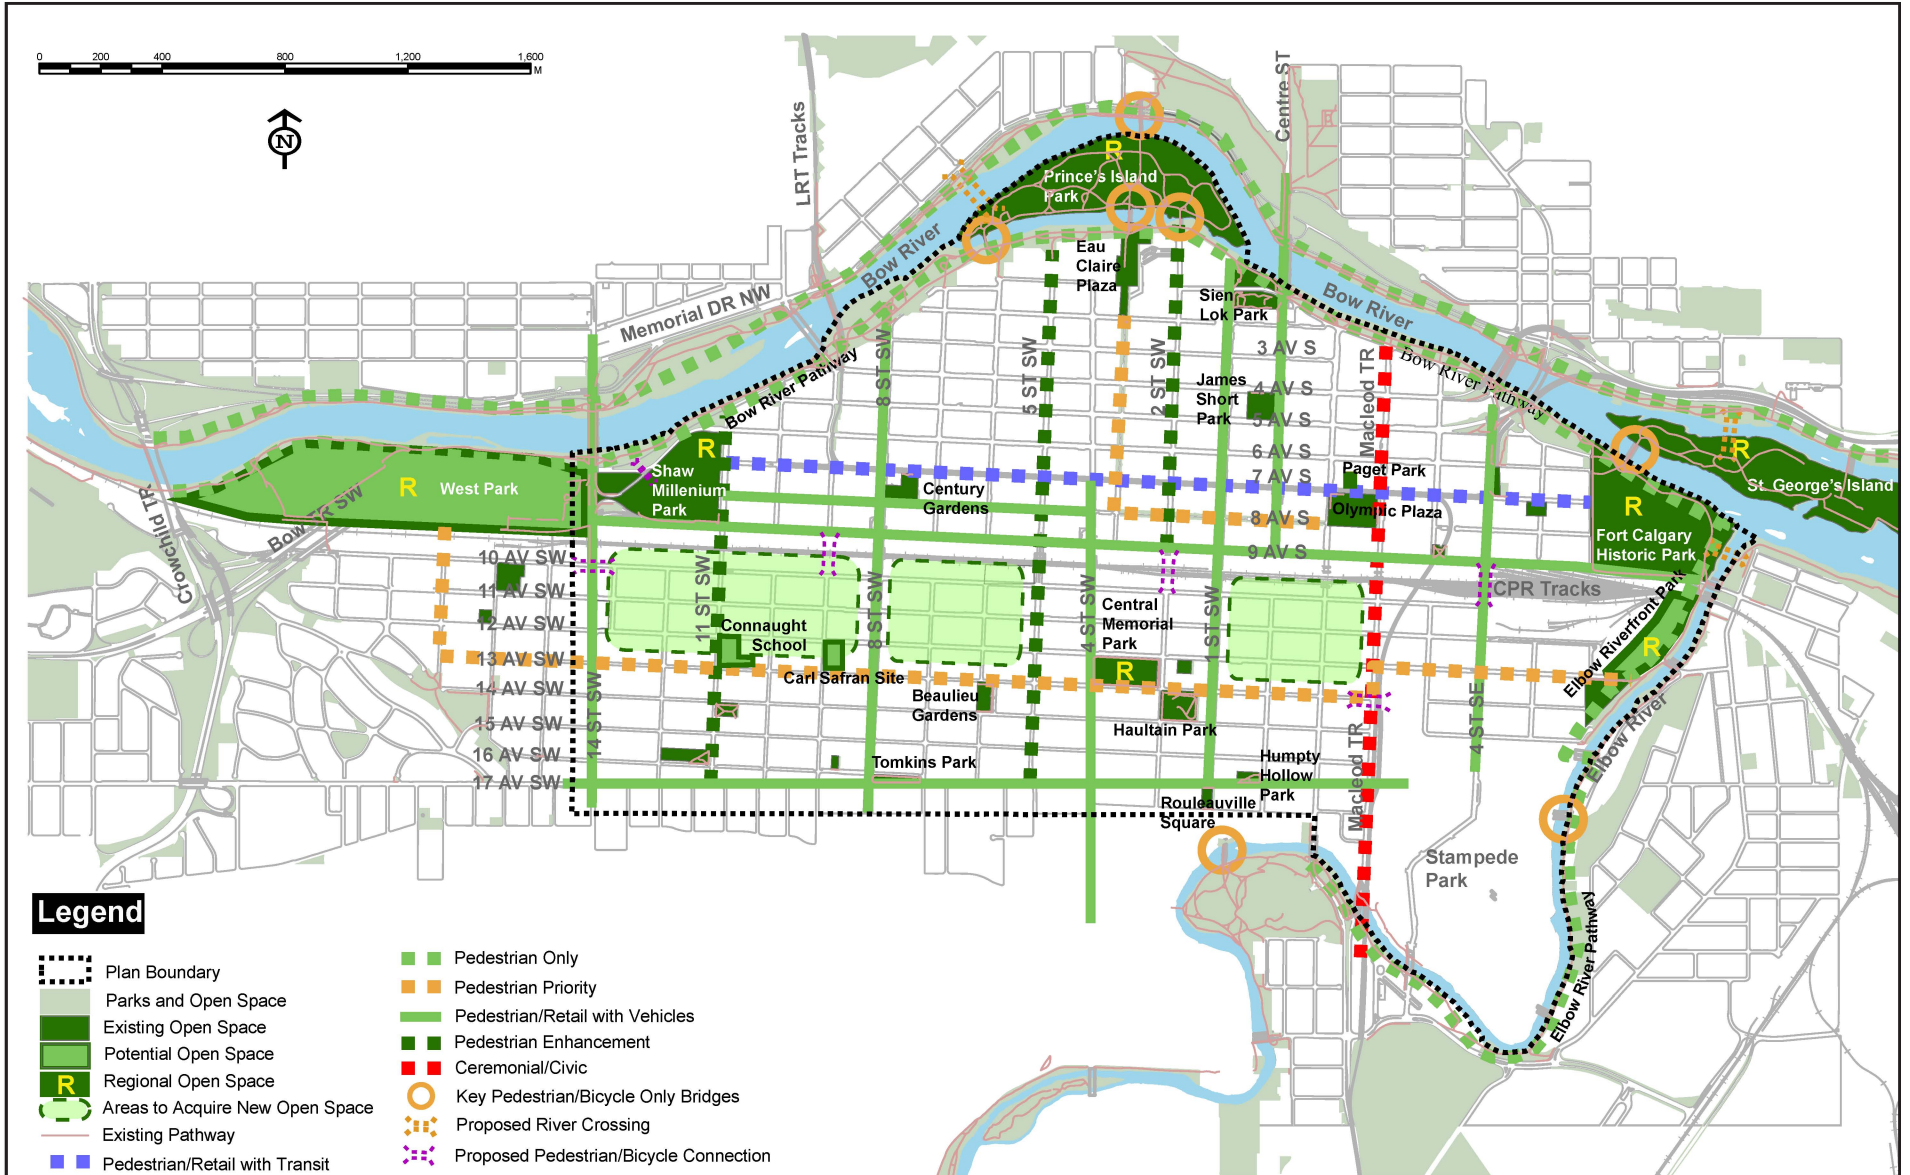 0 200 400 800 1,200 1,600
M
N
LRT Tracks
Centre ST
R
Prince's Island
Park
Bow River
Eau
Claire
Plaza
Sien
Lok Park
Bow River
Memorial DR NW
8 ST SW
5 ST SW
2 ST SW
3 AV S
Macleod TR
Bow River Pathway
Bow River Pathway
James
Short
Park
4 AV S
5 AV S
6 AV S
7 AV S
Paget Park
R
Shaw
Millenium
Park
R
West Park
Century
Gardens
Olympic Plaza
8 AV S
9 AV S
R
St George's Island
R
Fort Calgary
Historic Park
Crowchild TR
Bow TR SW
10 AV SW
11 AV SW
12 AV SW
13 AV SW
14 AV SW
15 AV SW
16 AV SW
17 AV SW
14 ST SW
11 ST SW
8 ST SW
4 ST SW
1 ST SW
CPR Tracks
Connaught
School
Central
Memorial
Park
R
Elbow Riverfront Park
R
Carl Safran Site
Beaulieu
Gardens
Haultain Park
4 ST SE
Elbow River
Tomkins Park
Humpty
Hollow
Park
Macleod TR
Rouleauville
Square
Stampede
Park
Elbow River Pathway
Legend
Plan Boundary
Parks and Open Space
Existing Open Space
Potential Open Space
R
Regional Open Space
Areas to Acquire New Open Space
Existing Pathway
Pedestrian/Retail with Transit
Pedestrian Only
Pedestrian Priority
Pedestrian/Retail with Vehicles
Pedestrian Enhancement
Ceremonial/Civic
Key Pedestrian/Bicycle Only Bridges
Proposed River Crossing
Proposed Pedestrian/Bicycle Connection